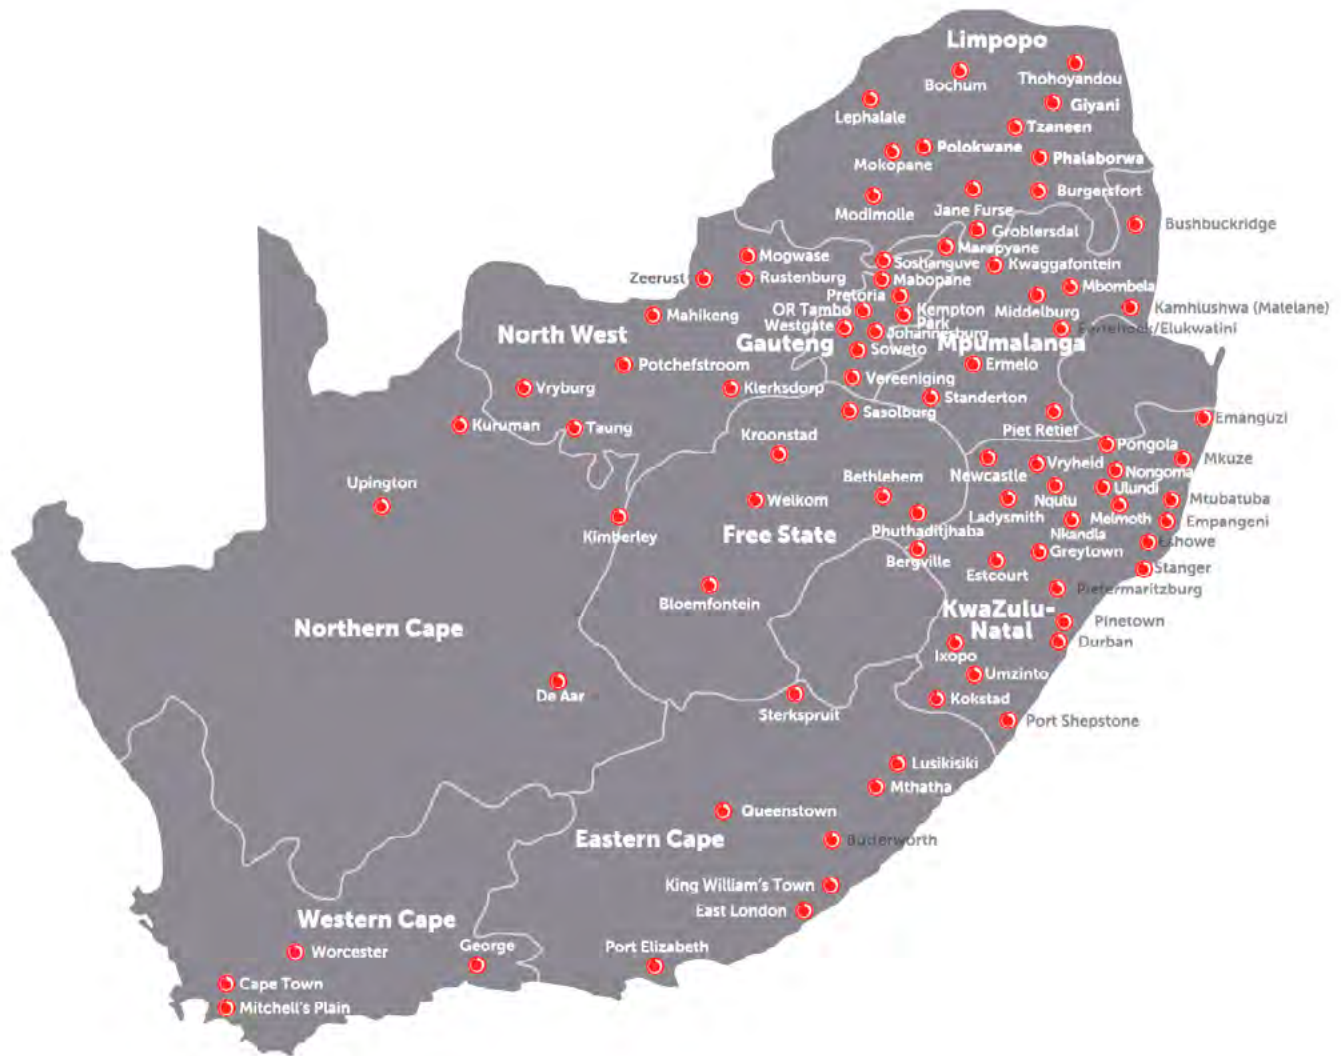 Limpopo
Bochum
Thohoyandou
Lephalale
Giyani
Tzaneen
Polokwane
Mokopane
Phalaborwa
Modimolle
Jane Furse
Burgersfort
Bushbuckridge
Groblersdal
Marapyane
Mogwase
Soshanguve
Kwaggafontein
Zeerust
Rustenburg
Mabopane
Mbombela
Pretoria
Middelburg
Kamhlushwa (Malelane)
OR Tambo
Kempton
Park
Mahikeng
Westgate
Johannesburg
/Elukwatini
North West
Gauteng
Soweto
Mpumalanga
Potchefstroom
Ermelo
Vryburg
Klerksdorp
Vereeniging
Standerton
Kuruman
Taung
Sasolburg
Piet Retief
Emanguzi
Kroonstad
Pongola
Upington
Bethlehem
Newcastle
Vryheid
Nongoma
Mkuze
Welkom
Nqutu
Ulundi
Mtubatuba
Kimberley
Free State
Phuthaditjhaba
Ladysmith
Nkandla
Melmoth
Empangeni
Bergville
Greytown
Eshowe
Estcourt
Stanger
Bloemfontein
Pietermaritzburg
Northern Cape
KwaZulu-
Natal
Pinetown
Durban
Ixopo
Umzinto
De Aar
Sterkspruit
Kokstad
Port Shepstone
Lusikisiki
Mthatha
Queenstown
Eastern Cape
Butterworth
King William's Town
East London
Western Cape
Worcester
George
Port Elizabeth
Cape Town
Mitchell's Plain